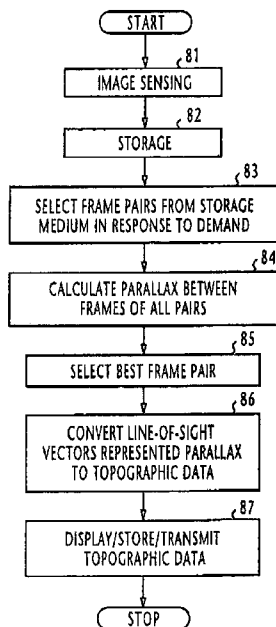 START
81
IMAGE SENSING
82
STORAGE
83
SELECT FRAME PAIRS FROM STORAGE
MEDIUM IN RESPONSE TO DEMAND
84
CALCULATE PARALLAX BETWEEN
FRAMES OF ALL PAIRS
85
SELECT BEST FRAME PAIR
86
CONVERT LINE-OF-SIGHT
VECTORS REPRESENTED PARALLAX
TO TOPOGRAPHIC DATA
87
DISPLAY/STORE/TRANSMIT
TOPOGRAPHIC DATA
STOP